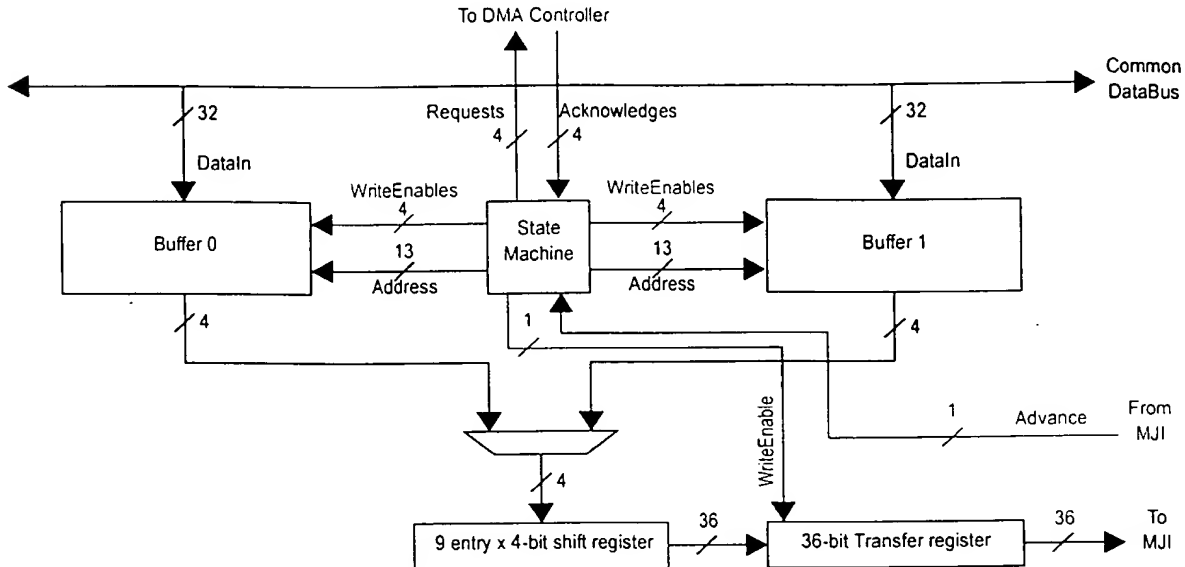 To DMA Controller
Common
DataBus
32
Requests
Acknowledges
32
4
4
DataIn
DataIn
WriteEnables
WriteEnables
4
4
Buffer 0
State
Machine
Buffer 1
13
13
Address
Address
4
1
4
1
Advance
From
MJI
WriteEnable
4
9 entry x 4-bit shift register
36
36-bit Transfer register
36
To
MJI